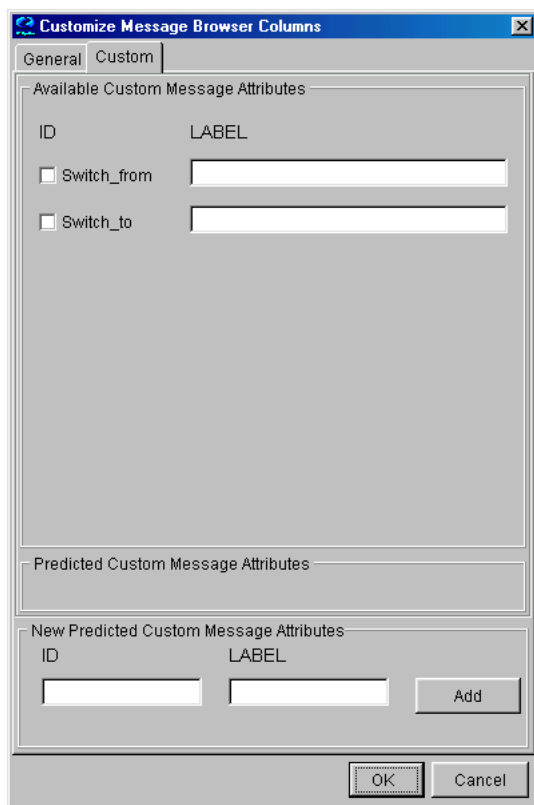 Customize Message Browser Columns
General Custom
Available Custom Message Attributes
ID LABEL
Switch_from
Switch_to
Predicted Custom Message Attributes
New Predicted Custom Message Attributes
ID LABEL
Add
OK Cancel